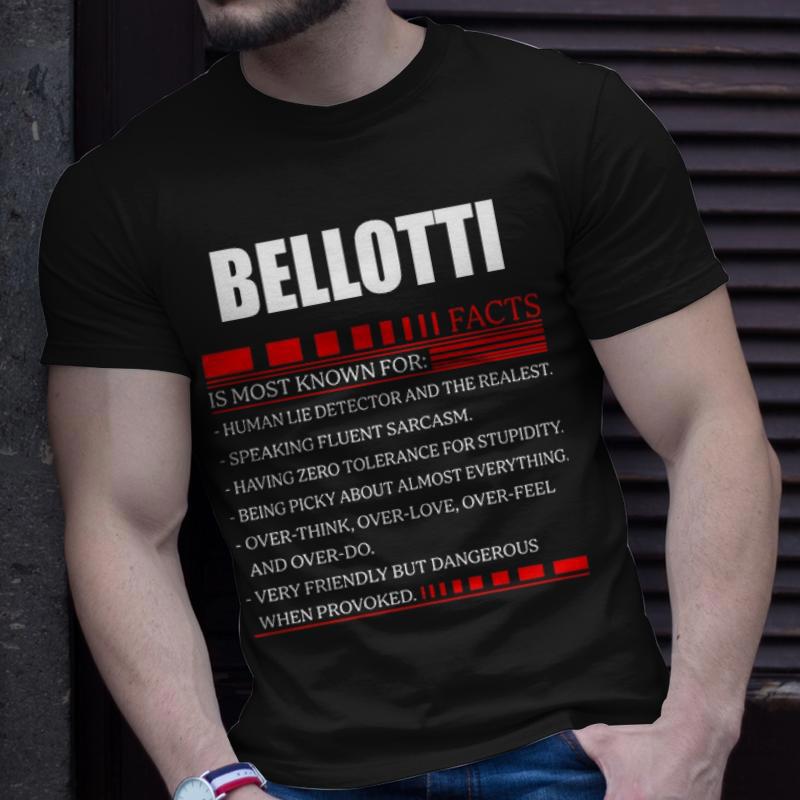 BELLOTTI
FACTS
IS MOST KNOWN FOR:
- HUMAN LIE DETECTOR AND THE REALEST.
- SPEAKING FLUENT SARCASM.
- HAVING ZERO TOLERANCE FOR STUPIDITY.
- BEING PICKY ABOUT ALMOST EVERYTHING.
- OVER-THINK, OVER-LOVE, OVER-FEEL
AND OVER-DO.
- VERY FRIENDLY BUT DANGEROUS
WHEN PROVOKED.